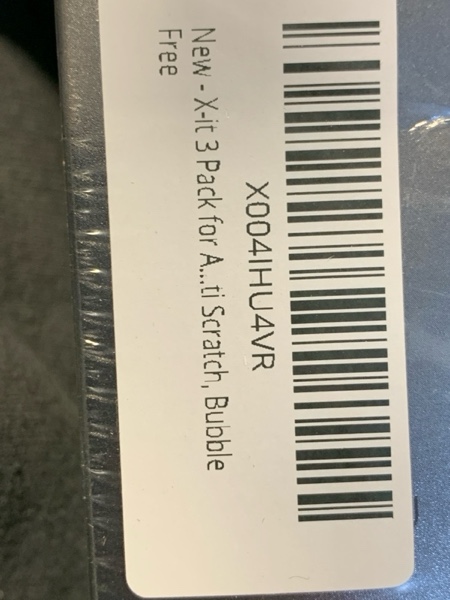 X004IHU4VR
New - X-it 3 Pack for A...ti Scratch, Bubble
Free